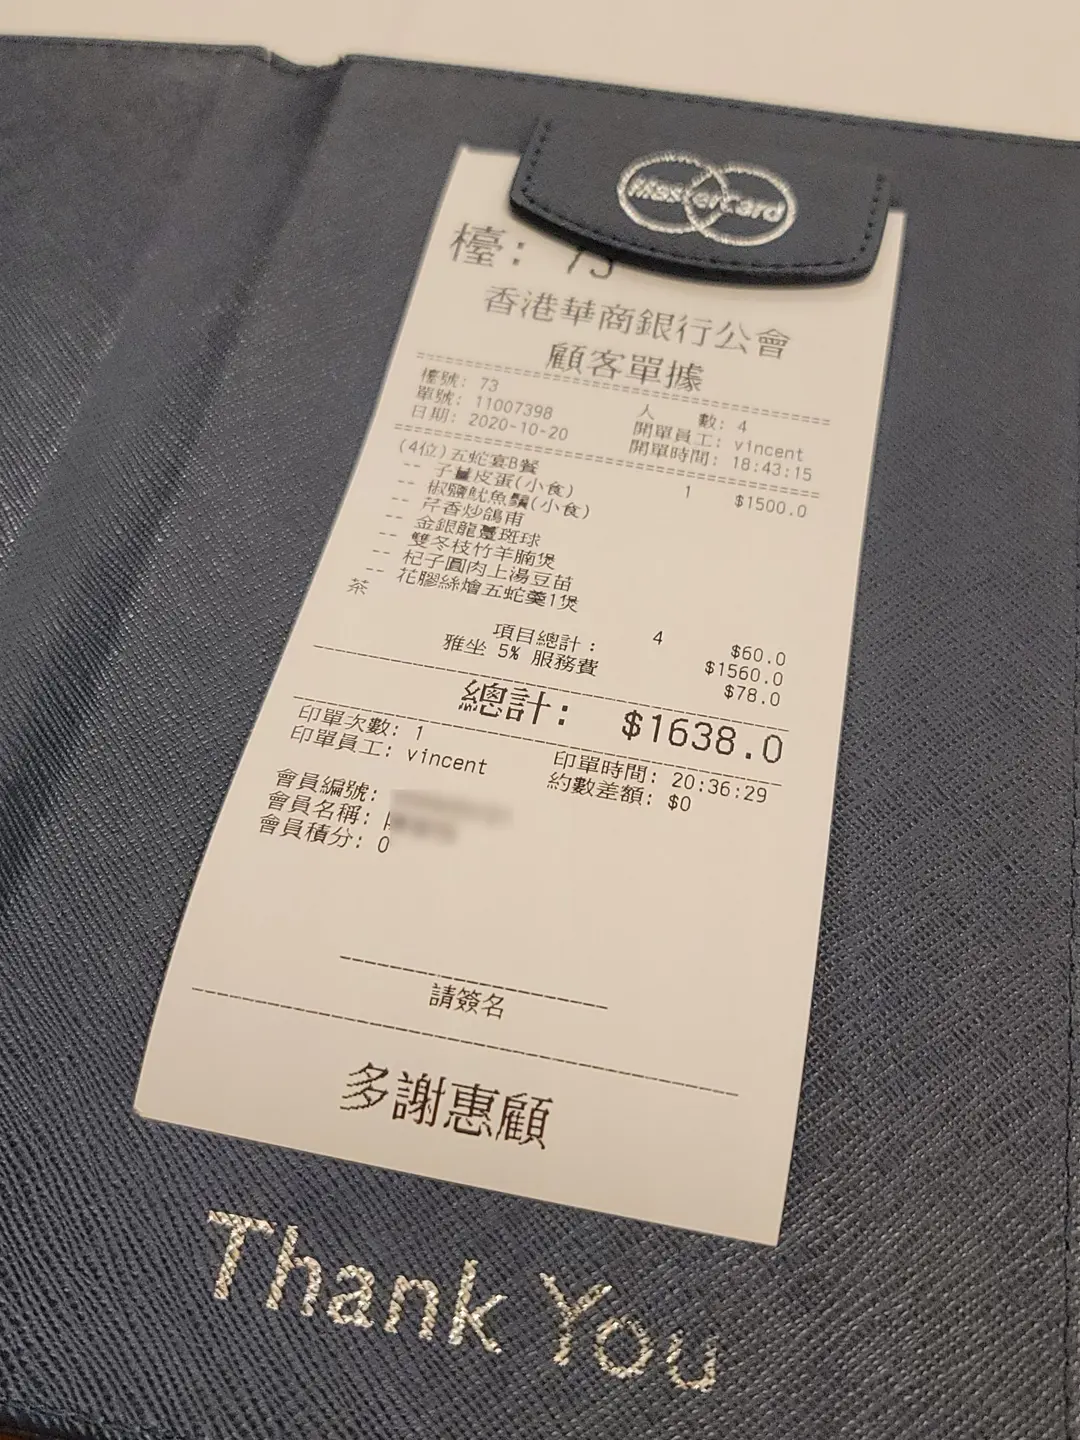 MasterCard
檯: 73
香港華商銀行公會
顧客單據
檯號: 73 人 數: 4
單號: 11007398 開單員工: vincent
日期: 2020-10-20 開單時間: 18:43:15
(4位)五蛇宴B餐 1 $1500.0
-- 子薑皮蛋(小食)
-- 椒鹽魷魚鬚(小食)
-- 芹香炒鴿甫
-- 金銀龍躉斑球
-- 雙冬枝竹羊腩煲
-- 杞子圓肉上湯豆苗
-- 花膠絲燴五蛇羹1煲
茶 4 $60.0
項目總計: $1560.0
雅坐 5% 服務費 $78.0
總計: $1638.0
印單次數: 1 印單時間: 20:36:29
印單員工: vincent 約數差額: $0
會員編號:
會員名稱:
會員積分: 0
請簽名
多謝惠顧
Thank You